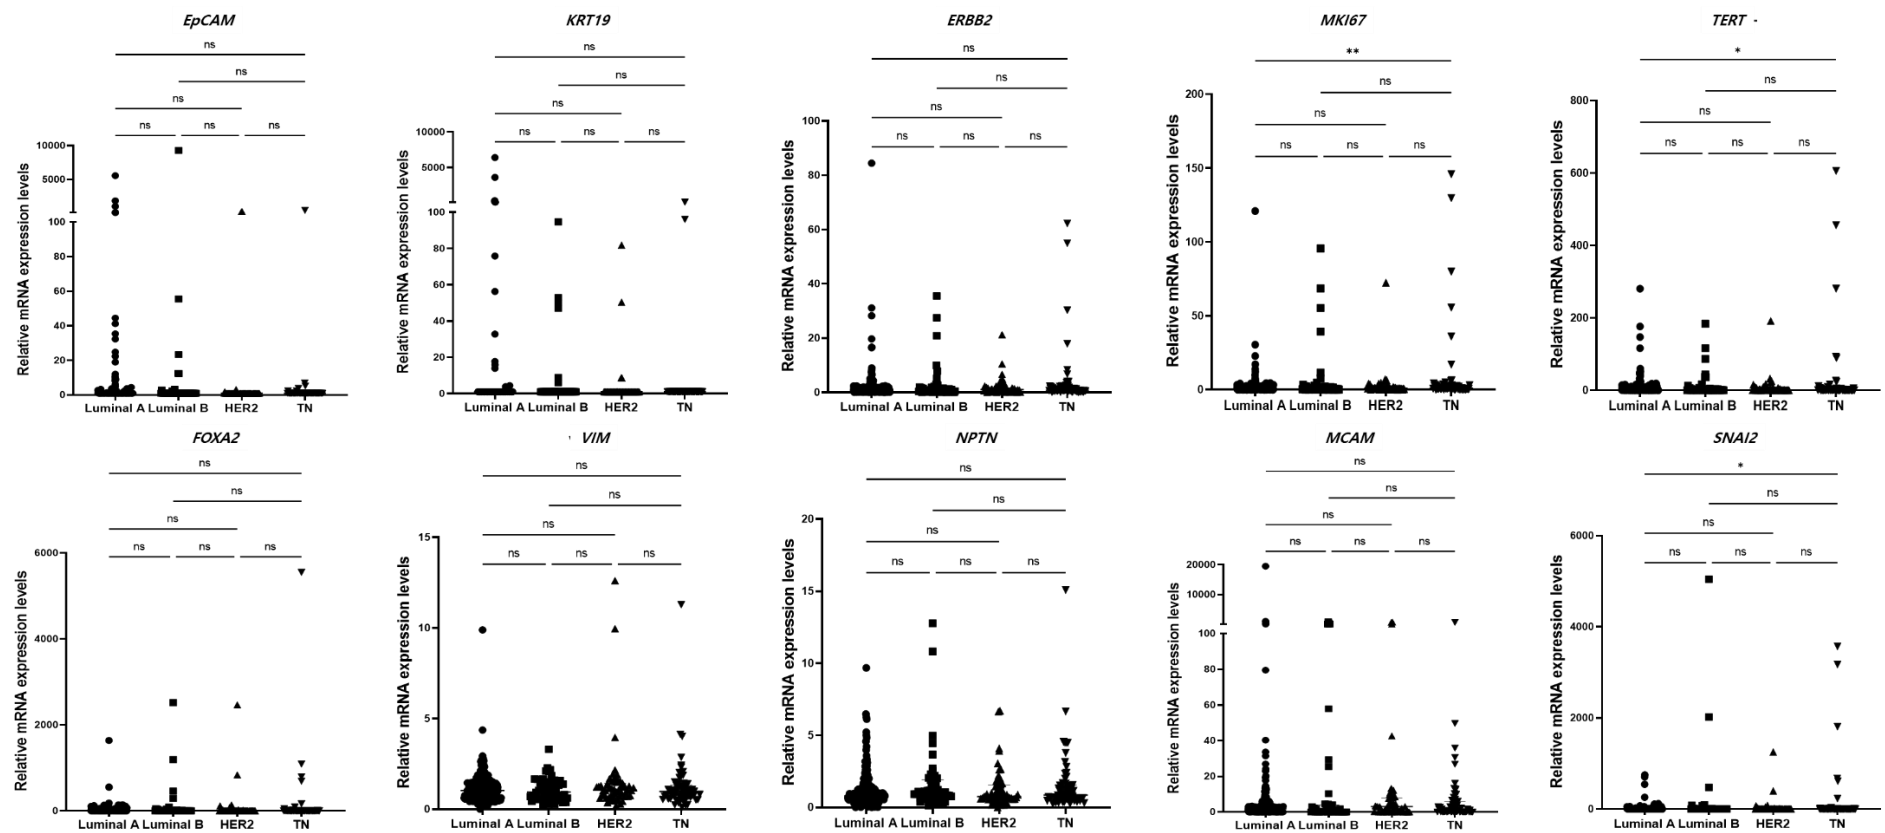 EpCAM
ns
ns
ns
ns ns ns
Relative mRNA expression levels
10000
5000
100
80
60
40
20
0
Luminal A Luminal B HER2 TN
KRT19
ns
ns
ns
ns ns ns
Relative mRNA expression levels
10000
5000
100
80
60
40
20
0
Luminal A Luminal B HER2 TN
ERBB2
ns
ns
ns
ns ns ns
Relative mRNA expression levels
100
80
60
40
20
0
Luminal A Luminal B HER2 TN
MKI67
**
ns
ns
ns ns ns
Relative mRNA expression levels
200
150
100
50
0
Luminal A Luminal B HER2 TN
TERT -
*
ns
ns
ns ns ns
Relative mRNA expression levels
800
600
400
200
0
Luminal A Luminal B HER2 TN
FOXA2
ns
ns
ns
ns ns ns
Relative mRNA expression levels
6000
4000
2000
0
Luminal A Luminal B HER2 TN
VIM
ns
ns
ns
ns ns ns
Relative mRNA expression levels
15
10
5
0
Luminal A Luminal B HER2 TN
NPTN
ns
ns
ns
ns ns ns
Relative mRNA expression levels
20
15
10
5
0
Luminal A Luminal B HER2 TN
MCAM
ns
ns
ns
ns ns ns
Relative mRNA expression levels
20000
10000
100
80
60
40
20
0
Luminal A Luminal B HER2 TN
SNAI2
*
ns
ns
ns ns ns
Relative mRNA expression levels
6000
4000
2000
0
Luminal A Luminal B HER2 TN